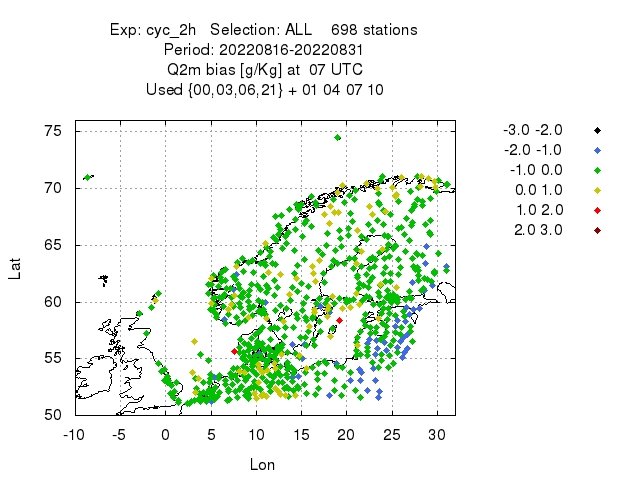 Exp: cyc_2h Selection: ALL 698 stations
Period: 20220816-20220831
Q2m bias [g/Kg] at 07 UTC
Used {00,03,06,21} + 01 04 07 10
75
70
65
60
55
50
Lat
-10 -5 0 5 10 15 20 25 30
Lon
-3.0 -2.0
-2.0 -1.0
-1.0 0.0
0.0 1.0
1.0 2.0
2.0 3.0